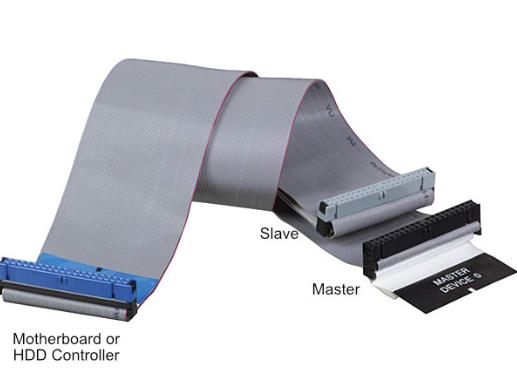 Slave
Master
MASTER
DEVICE 0
Motherboard or
HDD Controller